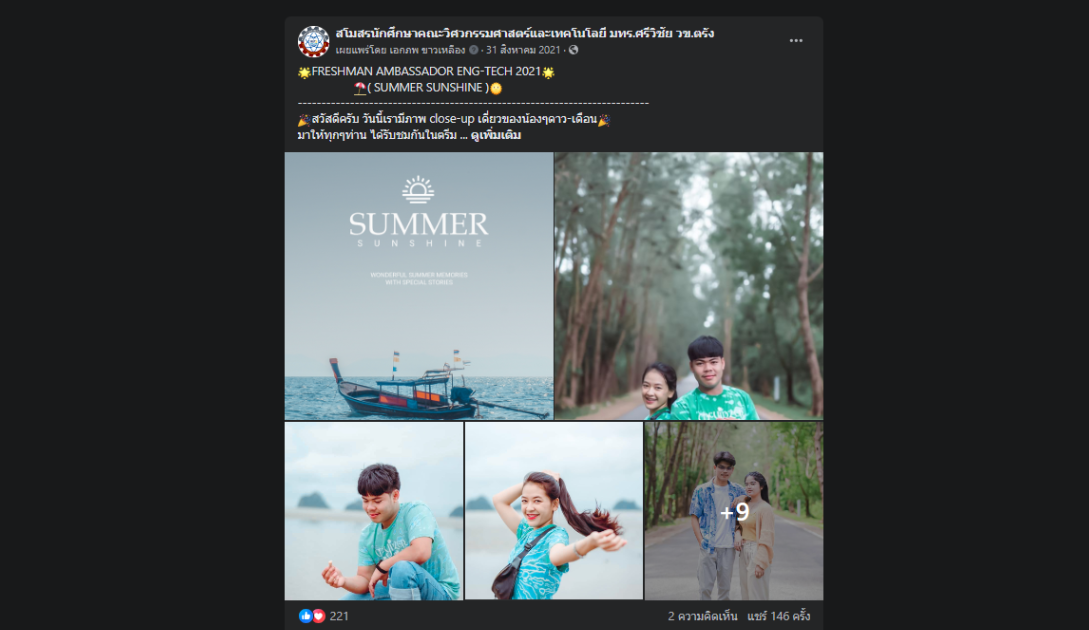 สโมสรนักศึกษาคณะวิศวกรรมศาสตร์และเทคโนโลยี มทร.ศรีวิชัย วข.ตรัง
เผยแพร่โดย เอกภพ ขาวเหลือง · 31 สิงหาคม 2021 ·
🌟FRESHMAN AMBASSADOR ENG-TECH 2021🌟
⛱️( SUMMER SUNSHINE )🌞
--------------------------------------------------------------------------
🎉สวัสดีครับ วันนี้เรามีภาพ close-up เดี่ยวของน้องๆดาว-เดือน🎉
มาให้ทุกๆท่าน ได้รับชมกันในตรีม ... ดูเพิ่มเติม
SUMMER
SUNSHINE
WONDERFUL SUMMER MEMORIES
WITH SPECIAL STORIES
+9
221
2 ความคิดเห็น แชร์ 146 ครั้ง